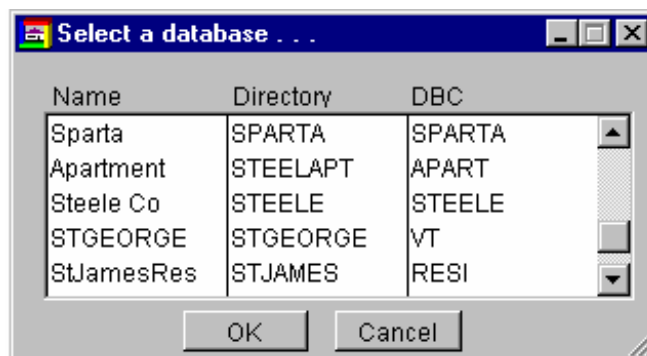 Select a database . . .
Name Directory DBC
Sparta SPARTA SPARTA
Apartment STEELAPT APART
Steele Co STEELE STEELE
STGEORGE STGEORGE VT
StJamesRes STJAMES RESI
OK Cancel